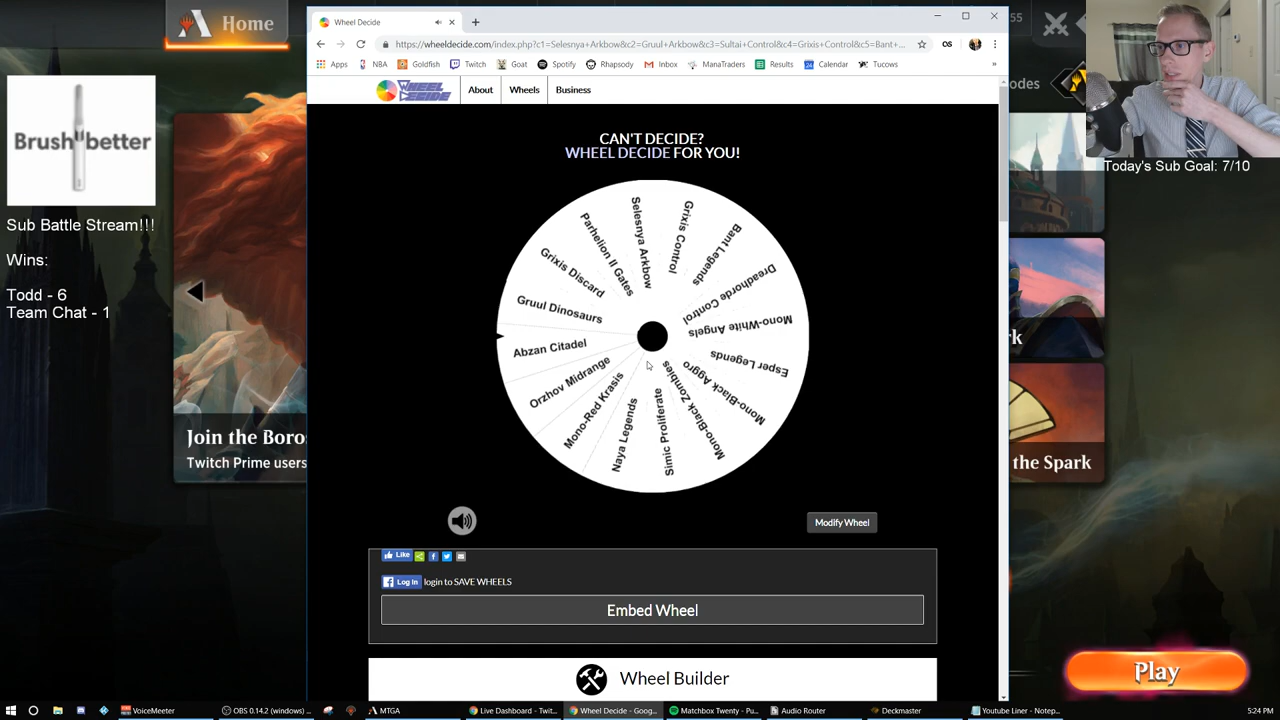 Home
Wheel Decide
55
https://wheeldecide.com/index.php?c1=Selesnya Arkbow&c2=Gruul Arkbow&c3=Sultai Control&c4=Grixis Control&c5=Bant ...
OS
Apps
NBA
Goldfish
Twitch
Goat
Spotify
Rhapsody
Inbox
ManaTraders
Results
Calendar
Tucows
»
WHEEL DECIDE
About
Wheels
Business
odes
Brush better
CAN'T DECIDE?
WHEEL DECIDE FOR YOU!
Today's Sub Goal: 7/10
Sub Battle Stream!!!
Wins:
Todd - 6
Team Chat - 1
Selesnya Arkbow
Grixis Control
Bant Legends
Dreadhorde Control
Mono-White Angels
Esper Legends
Mono-Black Aggro
Mono-Black Zombies
Simic Proliferate
Naya Legends
Mono-Red Krasis
Orzhov Midrange
Abzan Citadel
Gruul Dinosaurs
Grixis Discard
Parhelion II Gates
rk
Join the Boro
Twitch Prime users
the Spark
Modify Wheel
Like
Log In
login to SAVE WHEELS
Embed Wheel
Wheel Builder
Play
VoiceMeeter
OBS 0.14.2 (windows) ...
MTGA
Live Dashboard - Twit...
Wheel Decide - Goog...
Matchbox Twenty - Pu...
Audio Router
Deckmaster
Youtube Liner - Notep...
5:24 PM